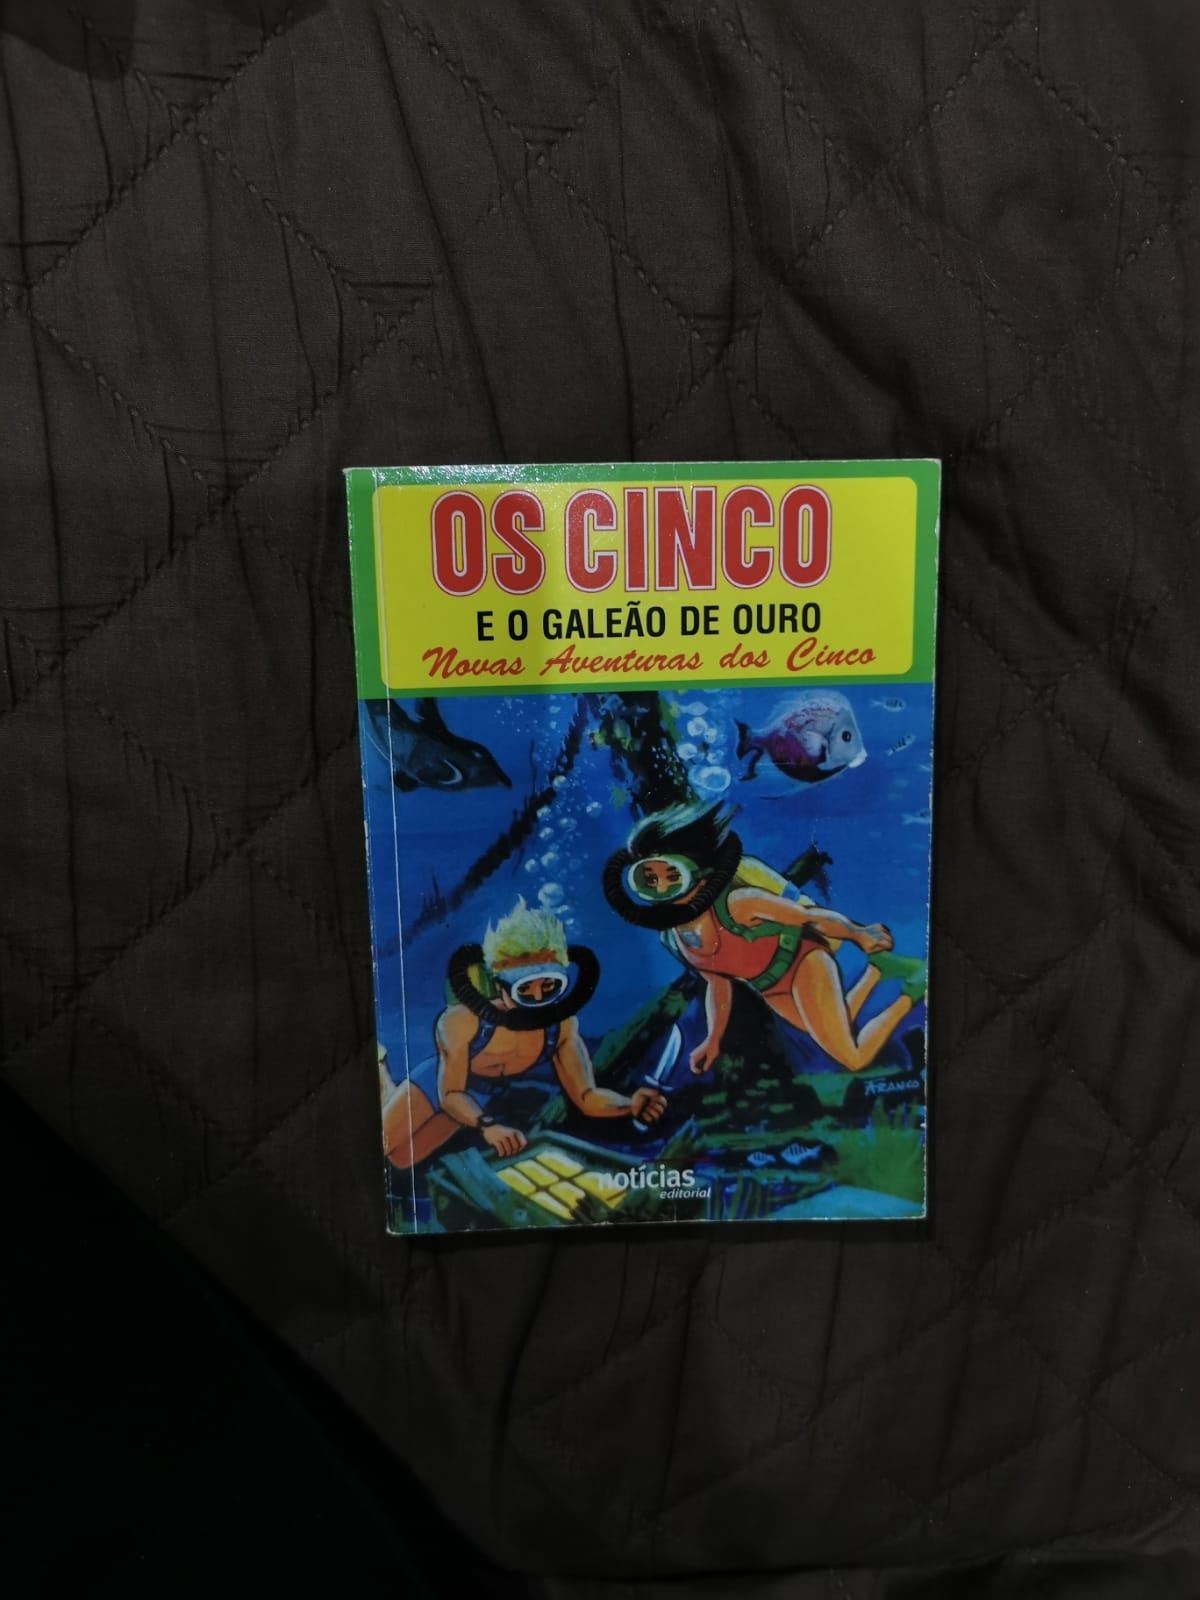 OS CINCO
E O GALEÃO DE OURO
Novas Aventuras dos Cinco
ARANCO
notícias
editorial